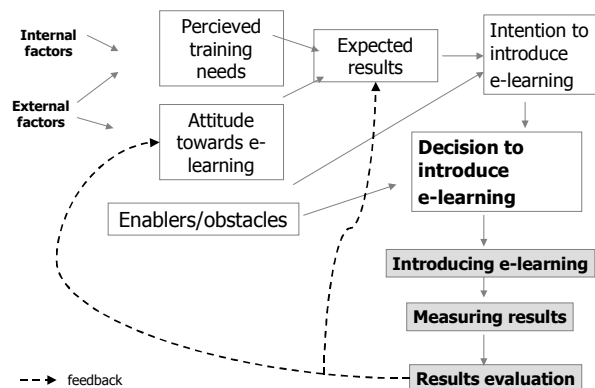 Internal
factors
External
factors
Percieved
training
needs
Attitude
towards e-
learning
Expected
results
Intention to
introduce
e-learning
Decision to
introduce
e-learning
Enablers/obstacles
Introducing e-learning
Measuring results
Results evaluation
feedback